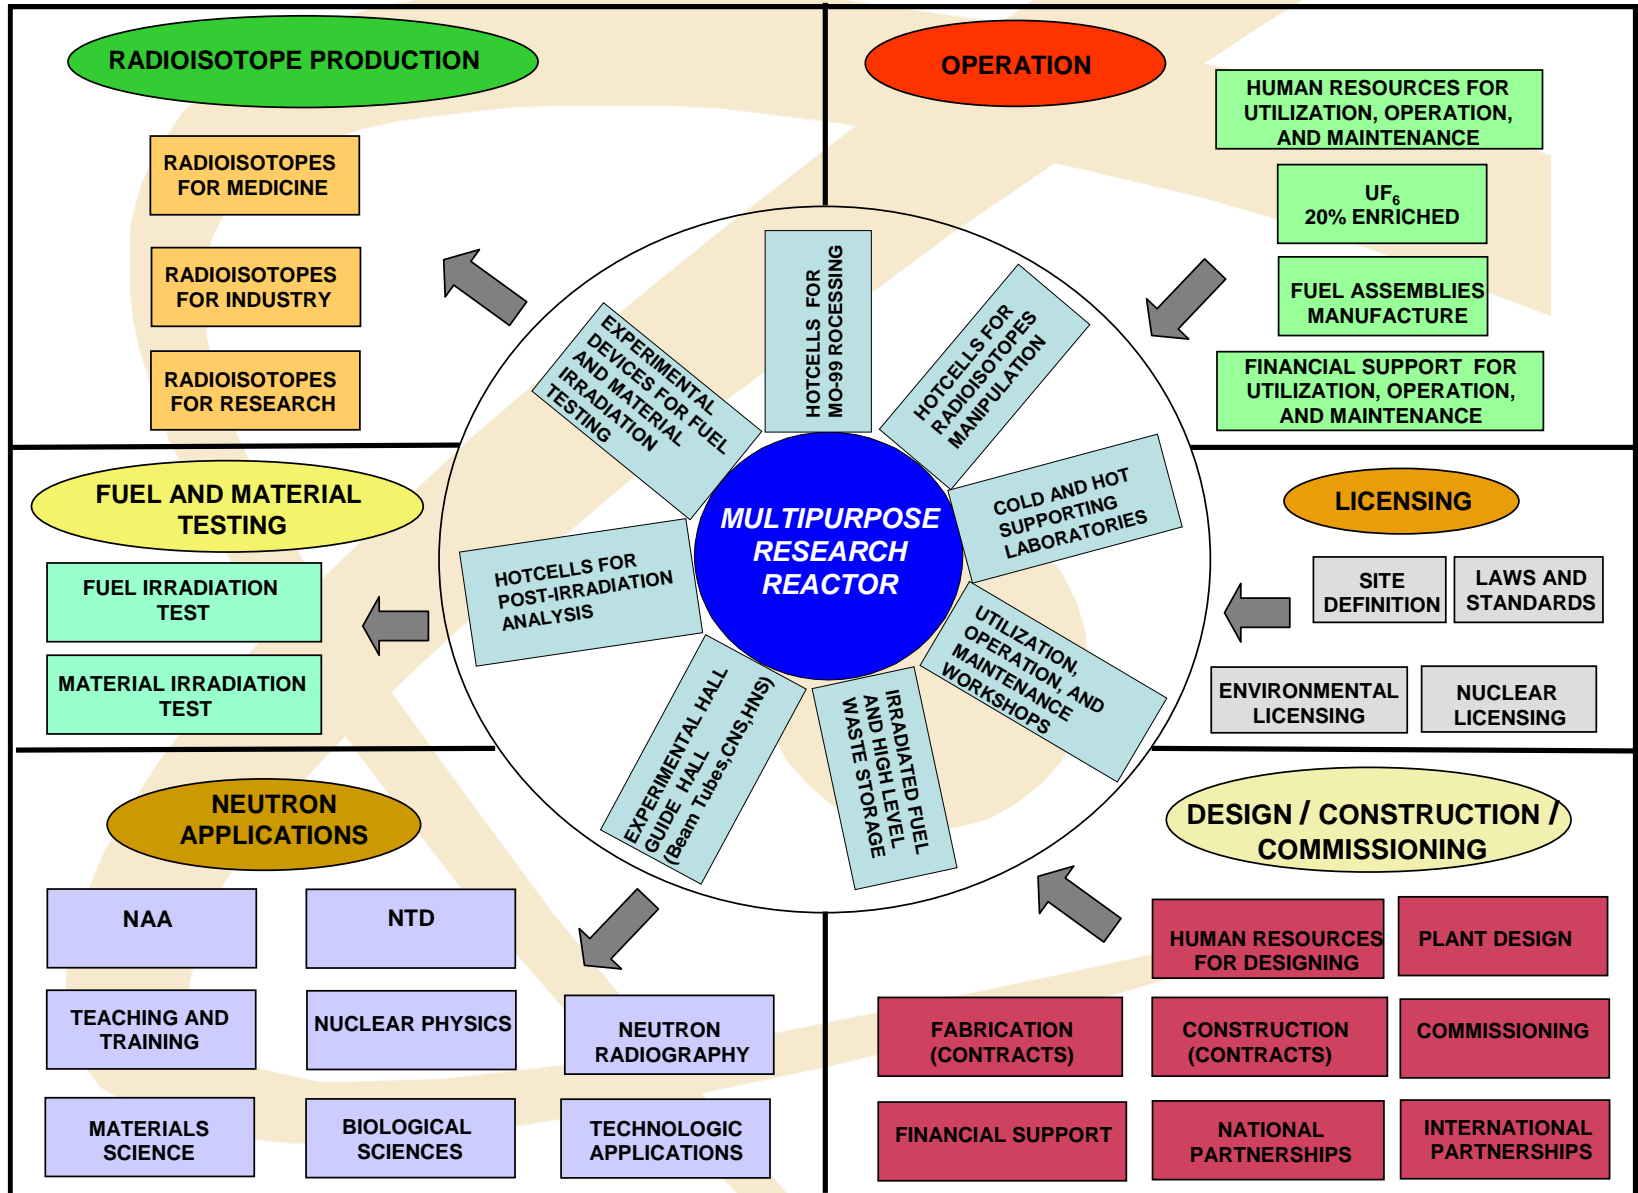 RADIOISOTOPE PRODUCTION
RADIOISOTOPES
FOR MEDICINE
RADIOISOTOPES
FOR INDUSTRY
RADIOISOTOPES
FOR RESEARCH
OPERATION
HUMAN RESOURCES FOR
UTILIZATION, OPERATION,
AND MAINTENANCE
UF6
20% ENRICHED
FUEL ASSEMBLIES
MANUFACTURE
FINANCIAL SUPPORT FOR
UTILIZATION, OPERATION,
AND MAINTENANCE
HOTCELLS FOR
MO-99 ROCESSING
HOTCELLS FOR
RADIOISOTOPES
MANIPULATION
COLD AND HOT
SUPPORTING
LABORATORIES
UTILIZATION,
OPERATION, AND
MAINTENANCE
WORKSHOPS
IRRADIATED FUEL
AND HIGH LEVEL
WASTE STORAGE
EXPERIMENTAL HALL
GUIDE HALL
(Beam Tubes,CNS,HNS)
HOTCELLS FOR
POST-IRRADIATION
ANALYSIS
EXPERIMENTAL
DEVICES FOR FUEL
AND MATERIAL
IRRADIATION
TESTING
MULTIPURPOSE
RESEARCH
REACTOR
FUEL AND MATERIAL
TESTING
FUEL IRRADIATION
TEST
MATERIAL IRRADIATION
TEST
LICENSING
SITE
DEFINITION
LAWS AND
STANDARDS
ENVIRONMENTAL
LICENSING
NUCLEAR
LICENSING
NEUTRON
APPLICATIONS
NAA
NTD
TEACHING AND
TRAINING
NUCLEAR PHYSICS
NEUTRON
RADIOGRAPHY
MATERIALS
SCIENCE
BIOLOGICAL
SCIENCES
TECHNOLOGIC
APPLICATIONS
DESIGN / CONSTRUCTION /
COMMISSIONING
HUMAN RESOURCES
FOR DESIGNING
PLANT DESIGN
FABRICATION
(CONTRACTS)
CONSTRUCTION
(CONTRACTS)
COMMISSIONING
FINANCIAL SUPPORT
NATIONAL
PARTNERSHIPS
INTERNATIONAL
PARTNERSHIPS